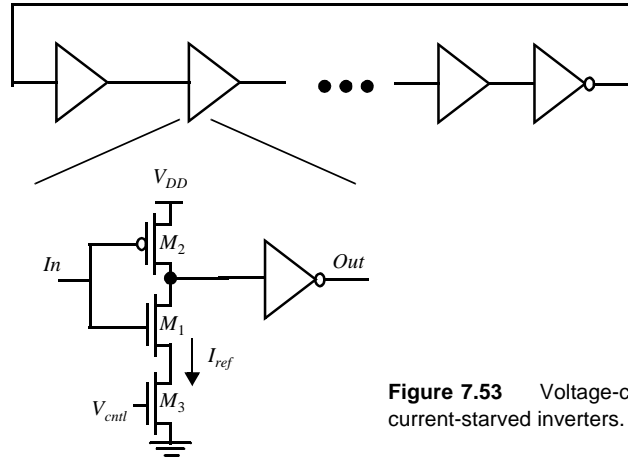 V_DD
M_2
In
Out
M_1
I_ref
V_cntl
M_3
Figure 7.53 Voltage-c
current-starved inverters.